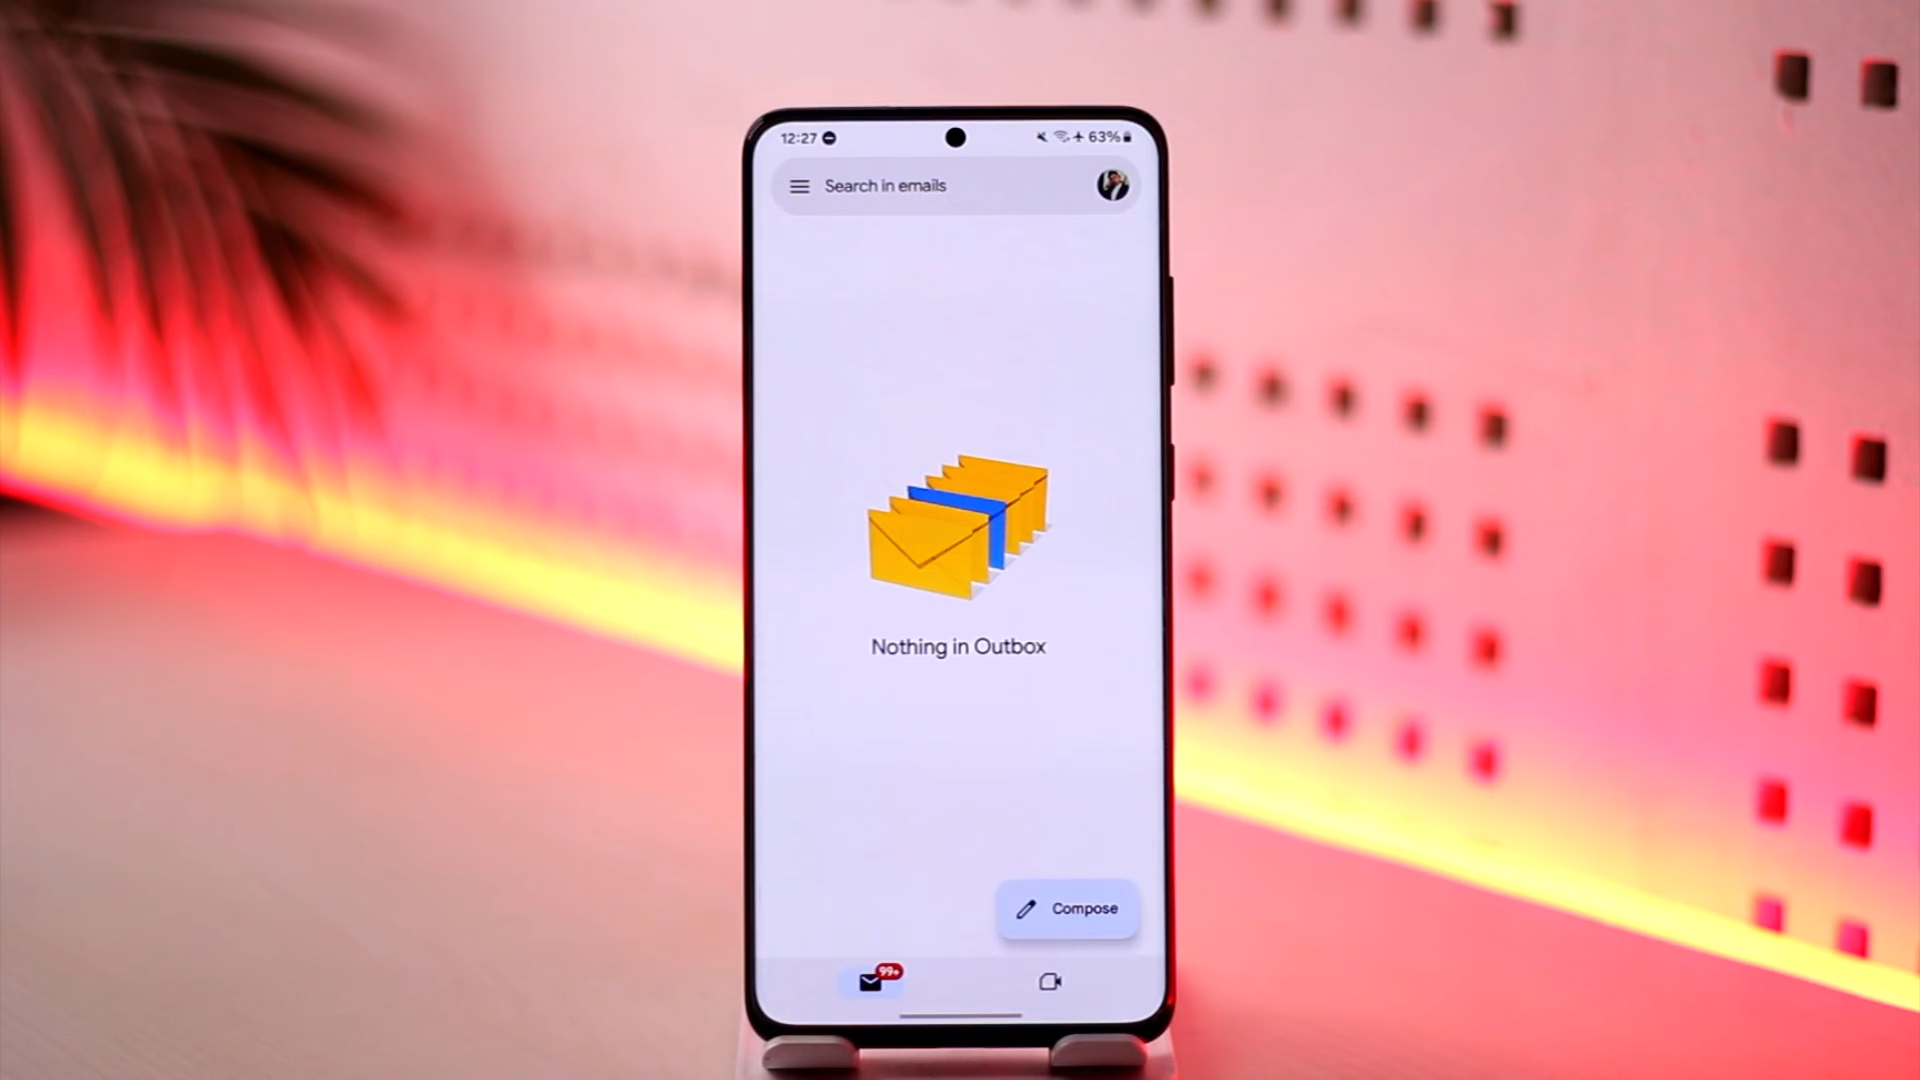 12:27
63%
Search in emails
Nothing in Outbox
Compose
99+